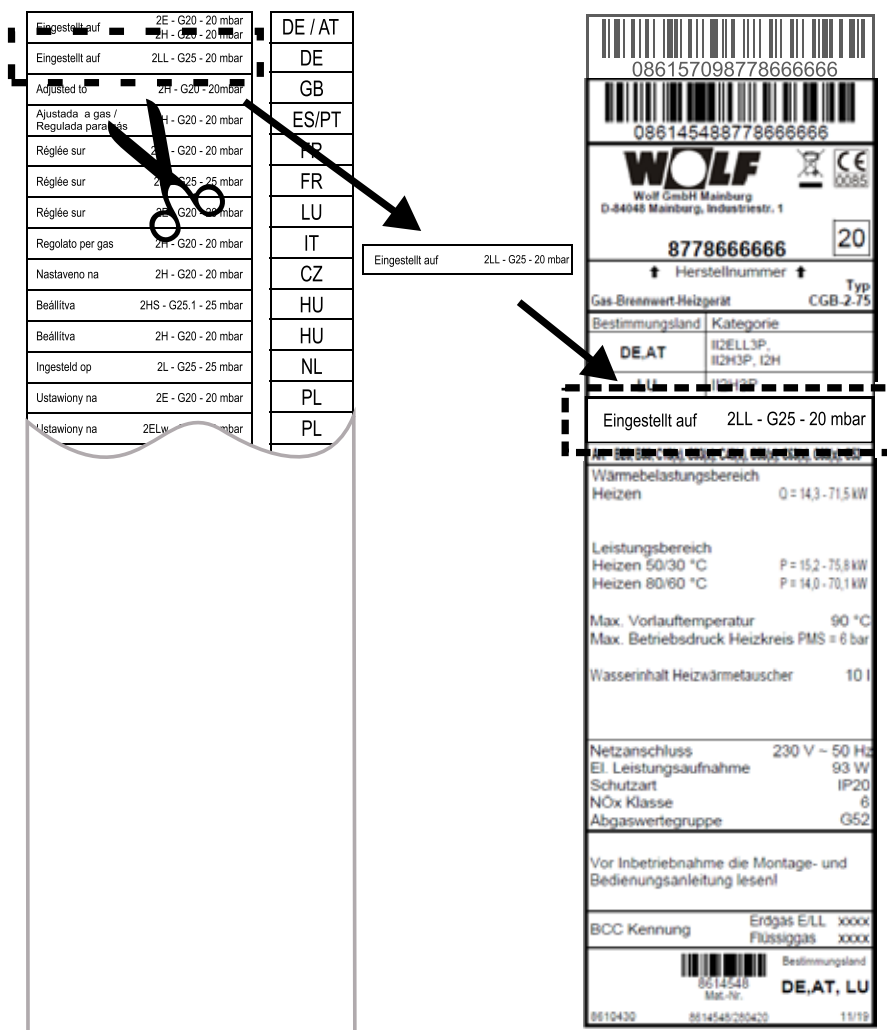 Eingestellt auf 2E - G20 - 20 mbar
2H - G20 - 20 mbar DE / AT
Eingestellt auf 2LL - G25 - 20 mbar DE
Adjusted to 2H - G20 - 20mbar GB
Ajustada a gas /
Regulada para gás 2H - G20 - 20 mbar ES/PT
Réglée sur - G20 - 20 mbar FR
Réglée sur G25 - 25 mbar FR
Réglée sur 2E - G20 - 20 mbar LU
Regolato per gas 2H - G20 - 20 mbar IT
Nastaveno na 2H - G20 - 20 mbar CZ
Beállítva 2HS - G25.1 - 25 mbar HU
Beállítva 2H - G20 - 20 mbar HU
Ingesteld op 2L - G25 - 25 mbar NL
Ustawiony na 2E - G20 - 20 mbar PL
Ustawiony na 2ELw mbar PL
Eingestellt auf 2LL - G25 - 20 mbar
086157098778666666
086145488778666666
WOLF
CE
0085
Wolf GmbH Mainburg
D-84048 Mainburg, Industriestr. 1
8778666666
20
Herstellnummer
Typ
Gas-Brennwert-Heizgerät CGB-2-75
Bestimmungsland Kategorie
DE,AT II2ELL3P,
II2H3P, I2H
LU II2H3P
Eingestellt auf 2LL - G25 - 20 mbar
Wärmebelastungsbereich
Heizen Q = 14,3 - 71,5 kW
Leistungsbereich
Heizen 50/30 °C P = 15,2 - 75,8 kW
Heizen 80/60 °C P = 14,0 - 70,1 kW
Max. Vorlauftemperatur 90 °C
Max. Betriebsdruck Heizkreis PMS = 6 bar
Wasserinhalt Heizwärmetauscher 10 l
Netzanschluss 230 V ~ 50 Hz
El. Leistungsaufnahme 93 W
Schutzart IP20
NOx Klasse 6
Abgaswertegruppe G52
Vor Inbetriebnahme die Montage- und
Bedienungsanleitung lesen!
BCC Kennung Erdgas E/LL xxxx
Flüssiggas xxxx
8614548
Mat.-Nr.
Bestimmungsland
DE,AT, LU
8610430 8614548/280420 11/19